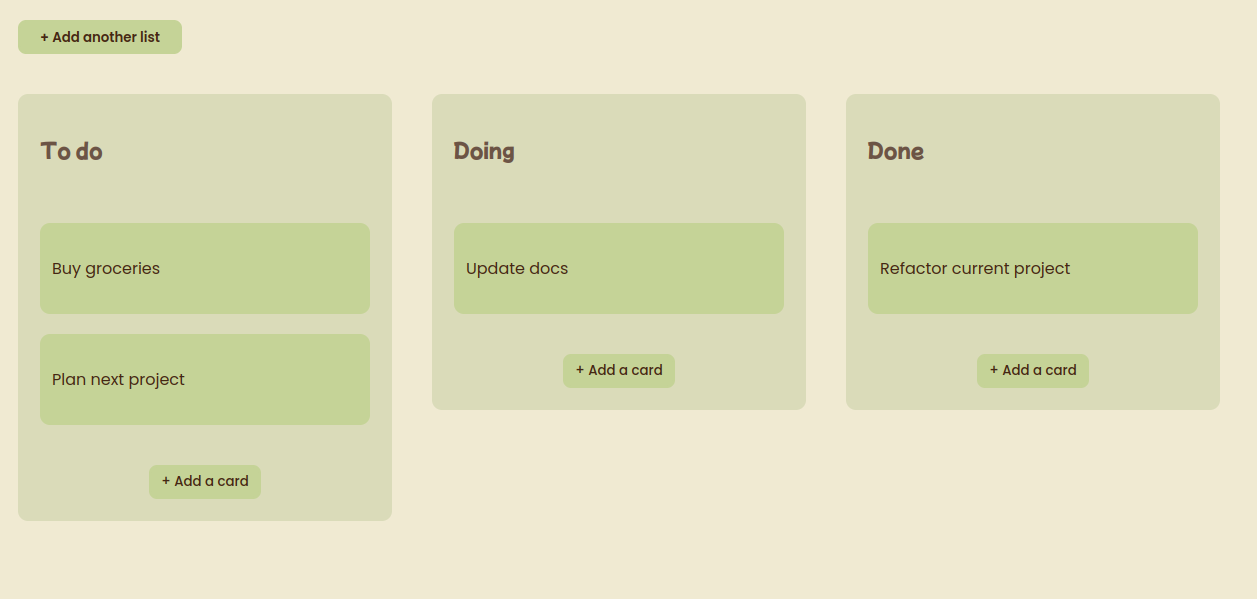 + Add another list
To do
Buy groceries
Plan next project
+ Add a card
Doing
Update docs
+ Add a card
Done
Refactor current project
+ Add a card